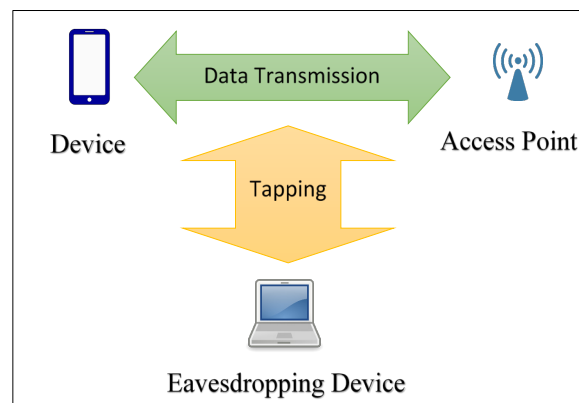 Data Transmission
Device
Access Point
Tapping
Eavesdropping Device